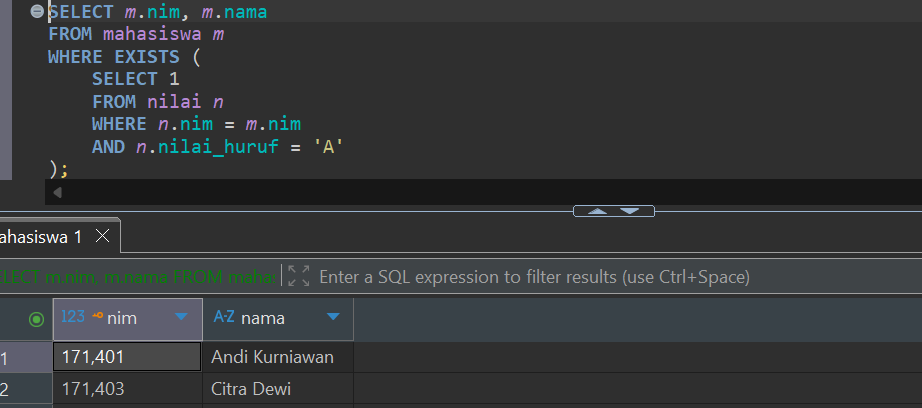 SELECT m.nim, m.nama
FROM mahasiswa m
WHERE EXISTS (
SELECT 1
FROM nilai n
WHERE n.nim = m.nim
AND n.nilai_huruf = 'A'
);
ahasiswa 1
LECT m.nim, m.nama FROM mahas Enter a SQL expression to filter results (use Ctrl+Space)
123 nim A-Z nama
1 171,401 Andi Kurniawan
2 171,403 Citra Dewi